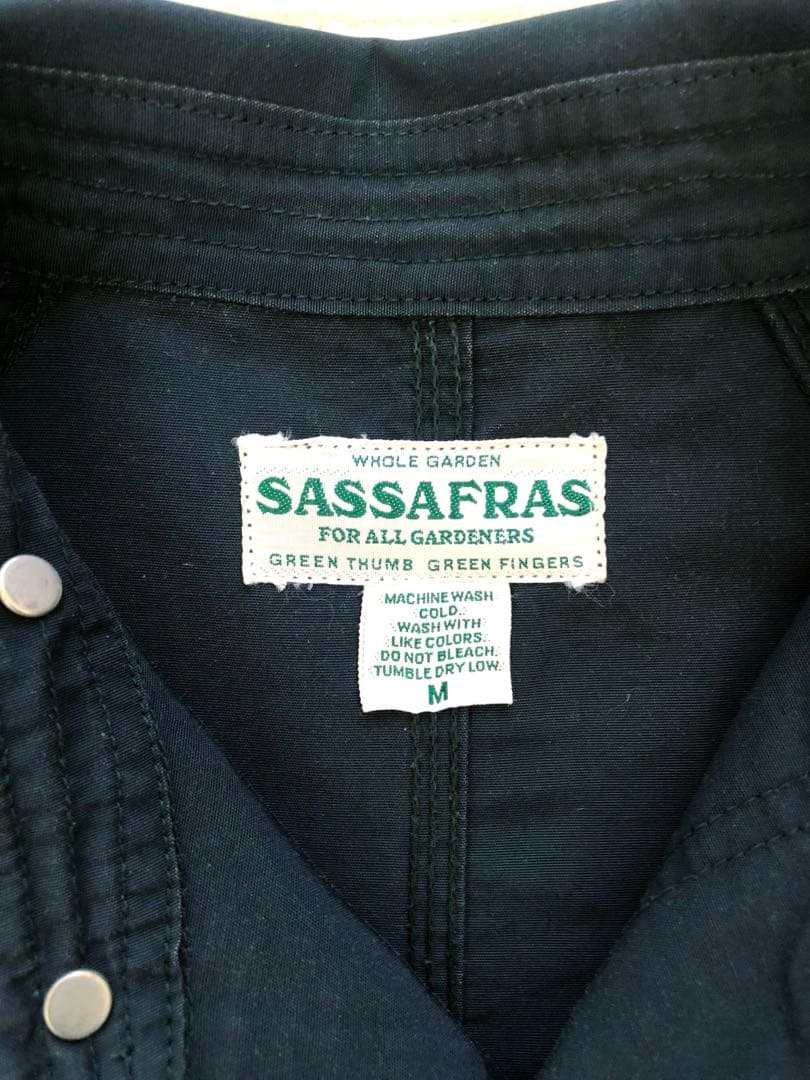 WHOLE GARDEN
SASSAFRAS
FOR ALL GARDENERS
GREEN THUMB GREEN FINGERS
MACHINE WASH
COLD.
WASH WITH
LIKE COLORS.
DO NOT BLEACH.
TUMBLE DRY LOW.
M